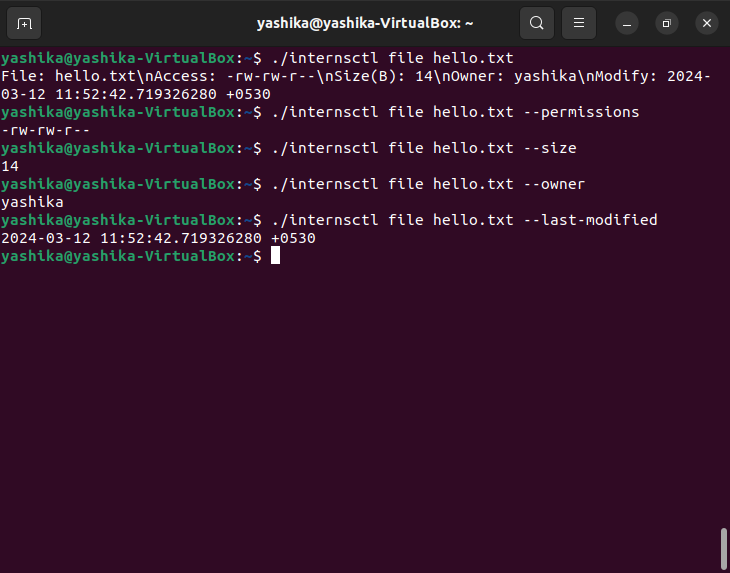 yashika@yashika-VirtualBox: ~
yashika@yashika-VirtualBox:~$ ./internsctl file hello.txt
File: hello.txt\nAccess: -rw-rw-r--\nSize(B): 14\nOwner: yashika\nModify: 2024-
03-12 11:52:42.719326280 +0530
yashika@yashika-VirtualBox:~$ ./internsctl file hello.txt --permissions
-rw-rw-r--
yashika@yashika-VirtualBox:~$ ./internsctl file hello.txt --size
14
yashika@yashika-VirtualBox:~$ ./internsctl file hello.txt --owner
yashika
yashika@yashika-VirtualBox:~$ ./internsctl file hello.txt --last-modified
2024-03-12 11:52:42.719326280 +0530
yashika@yashika-VirtualBox:~$